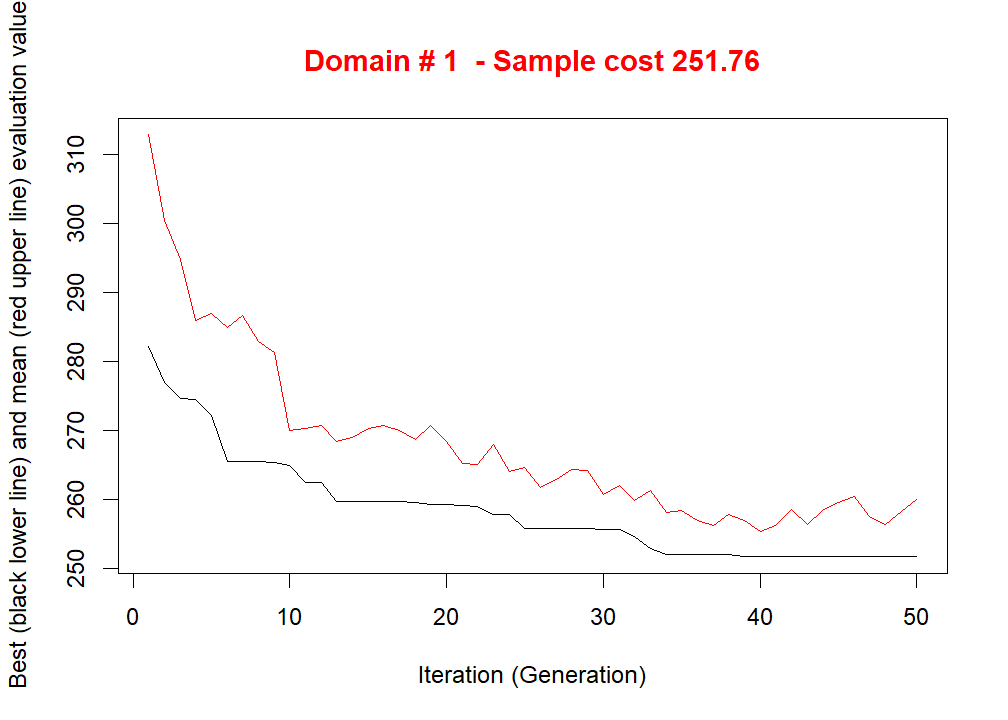 Domain # 1  - Sample cost 251.76
Best (black lower line) and mean (red upper line) evaluation value
310
300
290
280
270
260
250
0 10 20 30 40 50
Iteration (Generation)